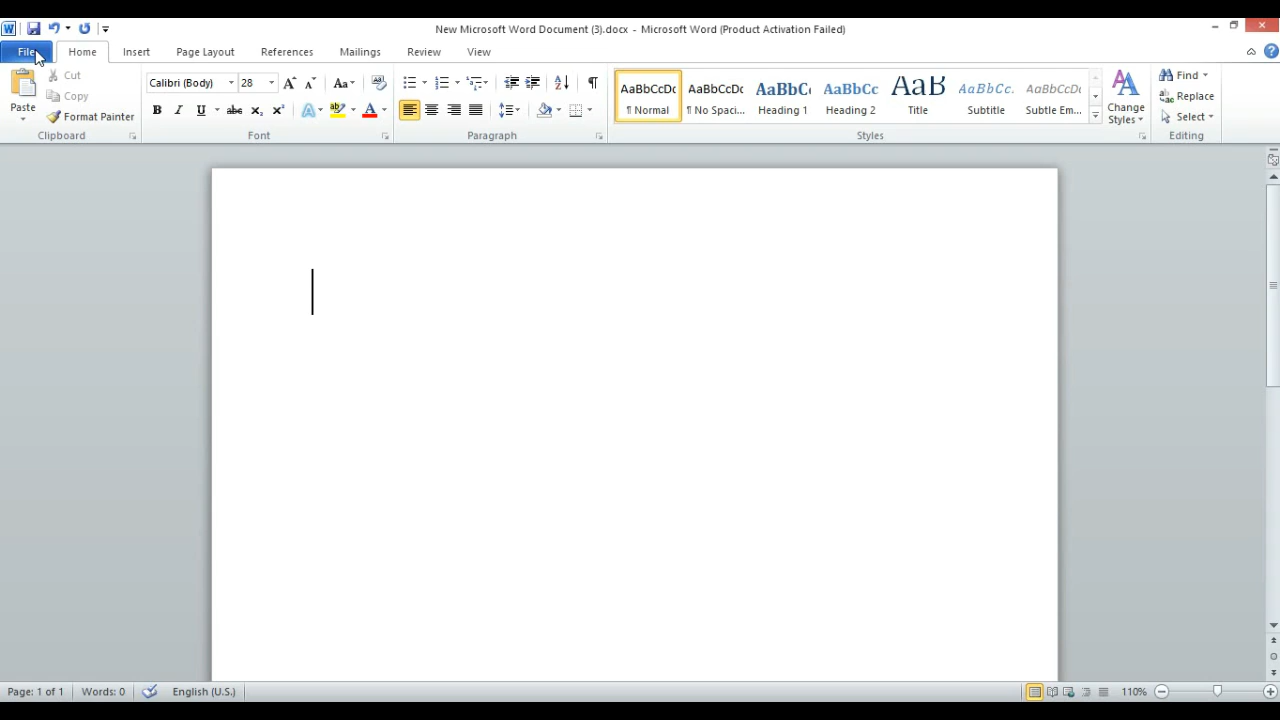 New Microsoft Word Document (3).docx - Microsoft Word (Product Activation Failed)
File Home Insert Page Layout References Mailings Review View
Paste
Cut
Copy
Format Painter
Clipboard
Calibri (Body) 28
Font
Paragraph
AaBbCcDc AaBbCcDc AaBbC AaBbCc AaB AaBbCc. AaBbCcDt
¶ Normal ¶ No Spaci... Heading 1 Heading 2 Title Subtitle Subtle Em...
Change
Styles
Styles
Find
Replace
Select
Editing
Page: 1 of 1 Words: 0 English (U.S.) 110%